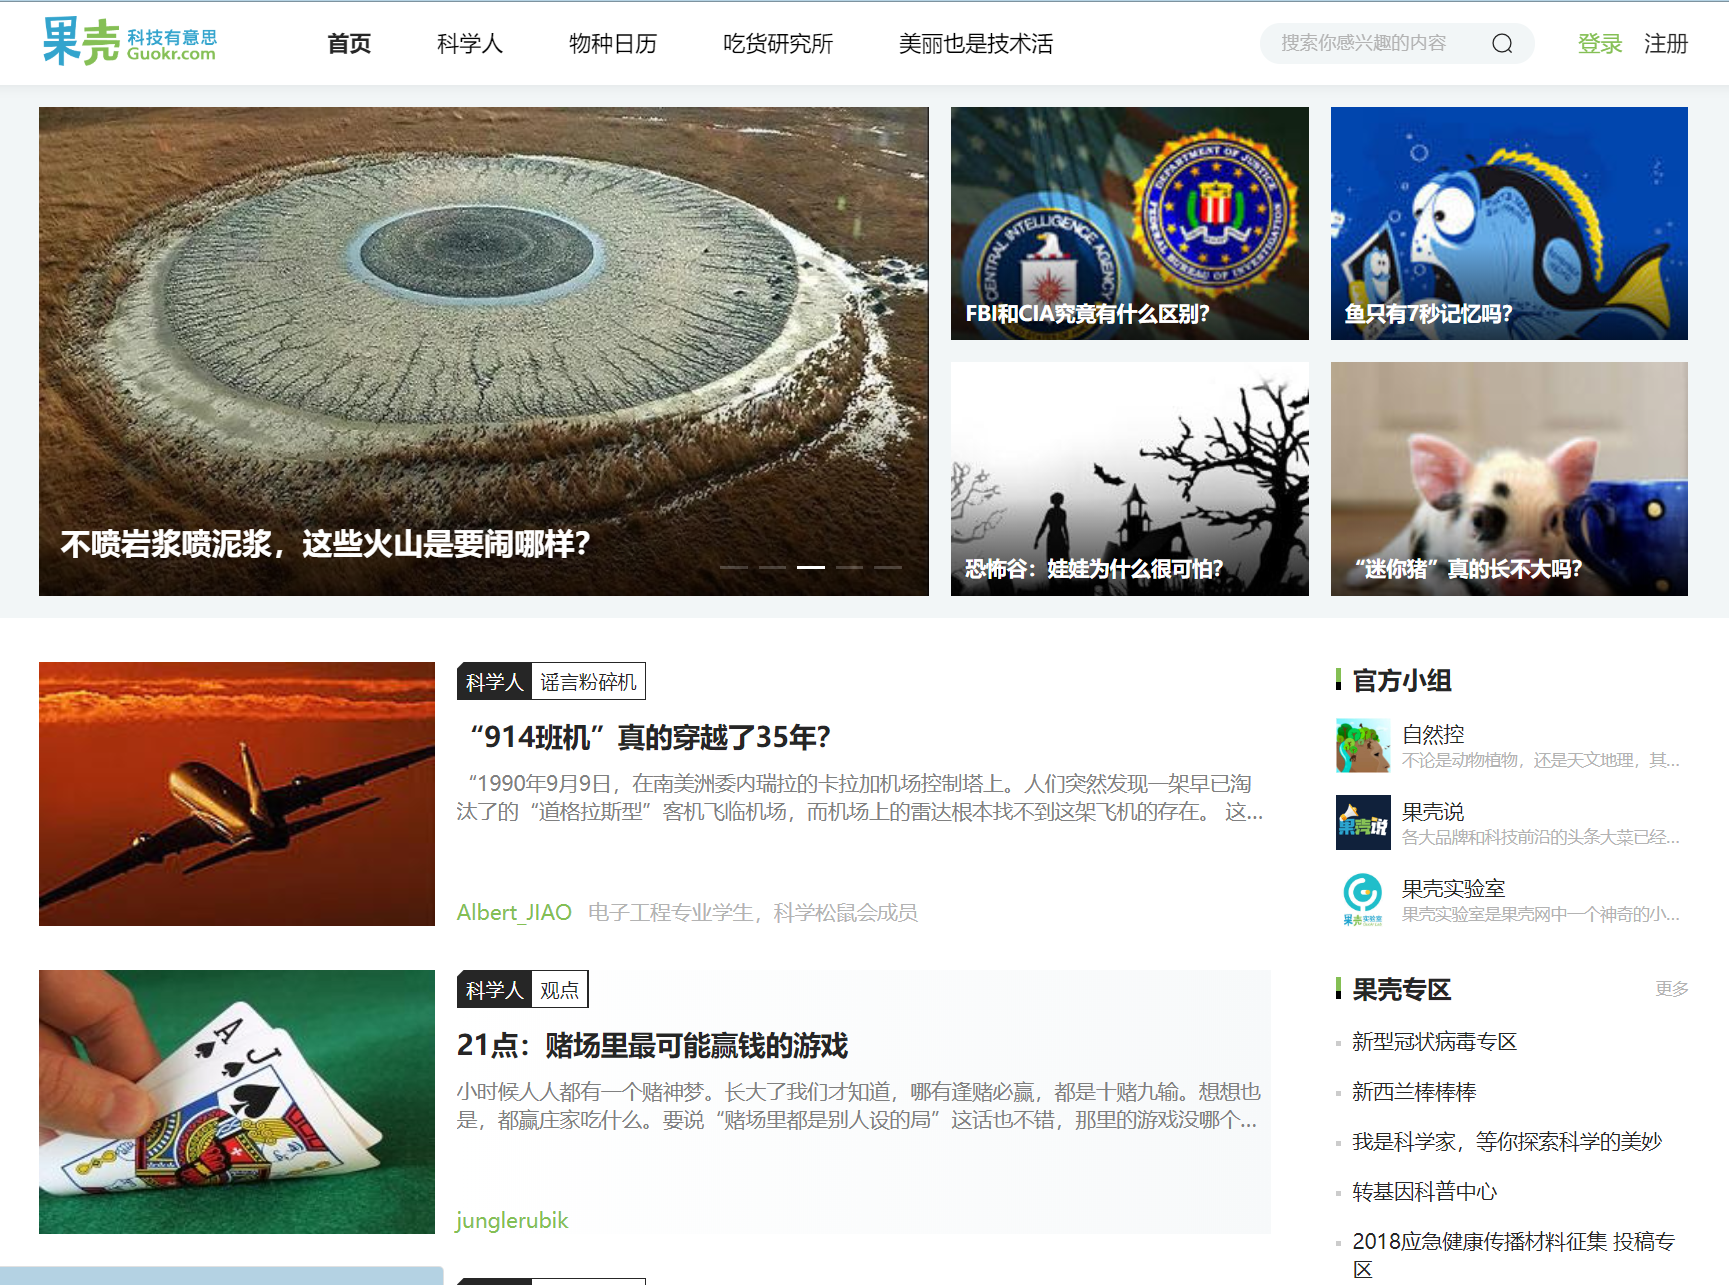 果壳 科技有意思
Guokr.com
首页
科学人
物种日历
吃货研究所
美丽也是技术活
搜索你感兴趣的内容
登录
注册
不喷岩浆喷泥浆，这些火山是要闹哪样？
DEPARTMENT OF JUSTICE
FEDERAL BUREAU OF INVESTIGATION
CENTRAL INTELLIGENCE AGENCY
FBI和CIA究竟有什么区别？
鱼只有7秒记忆吗？
恐怖谷：娃娃为什么很可怕？
“迷你猪”真的长不大吗？
科学人 谣言粉碎机
“914班机”真的穿越了35年？
“1990年9月9日，在南美洲委内瑞拉的卡拉加机场控制塔上。人们突然发现一架早已淘
汰了的“道格拉斯型”客机飞临机场，而机场上的雷达根本找不到这架飞机的存在。 这...
Albert_JIAO 电子工程专业学生，科学松鼠会成员
科学人 观点
A
J
21点：赌场里最可能赢钱的游戏
小时候人人都有一个赌神梦。长大了我们才知道，哪有逢赌必赢，都是十赌九输。想想也
是，都赢庄家吃什么。要说“赌场里都是别人设的局”这话也不错，那里的游戏没哪个...
junglerubik
官方小组
自然控
不论是动物植物，还是天文地理，其...
果壳说
果壳说
各大品牌和科技前沿的头条大菜已经...
果壳实验室
果壳实验室
果壳实验室是果壳网中一个神奇的小...
果壳专区
更多
新型冠状病毒专区
新西兰棒棒棒
我是科学家，等你探索科学的美妙
转基因科普中心
2018应急健康传播材料征集 投稿专
区